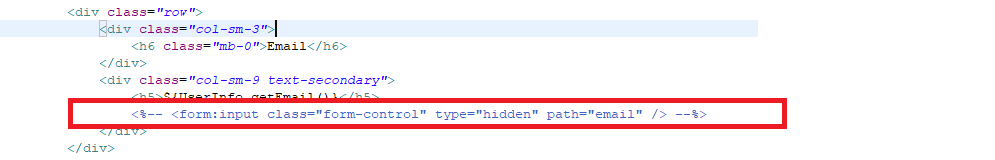 <div class="row">
<div class="col-sm-3">
<h6 class="mb-0">Email</h6>
</div>
<div class="col-sm-9 text-secondary">
<h5>${UserInfo.getEmail()}</h5>
<%-- <form:input class="form-control" type="hidden" path="email" /> --%>
</div>
</div>